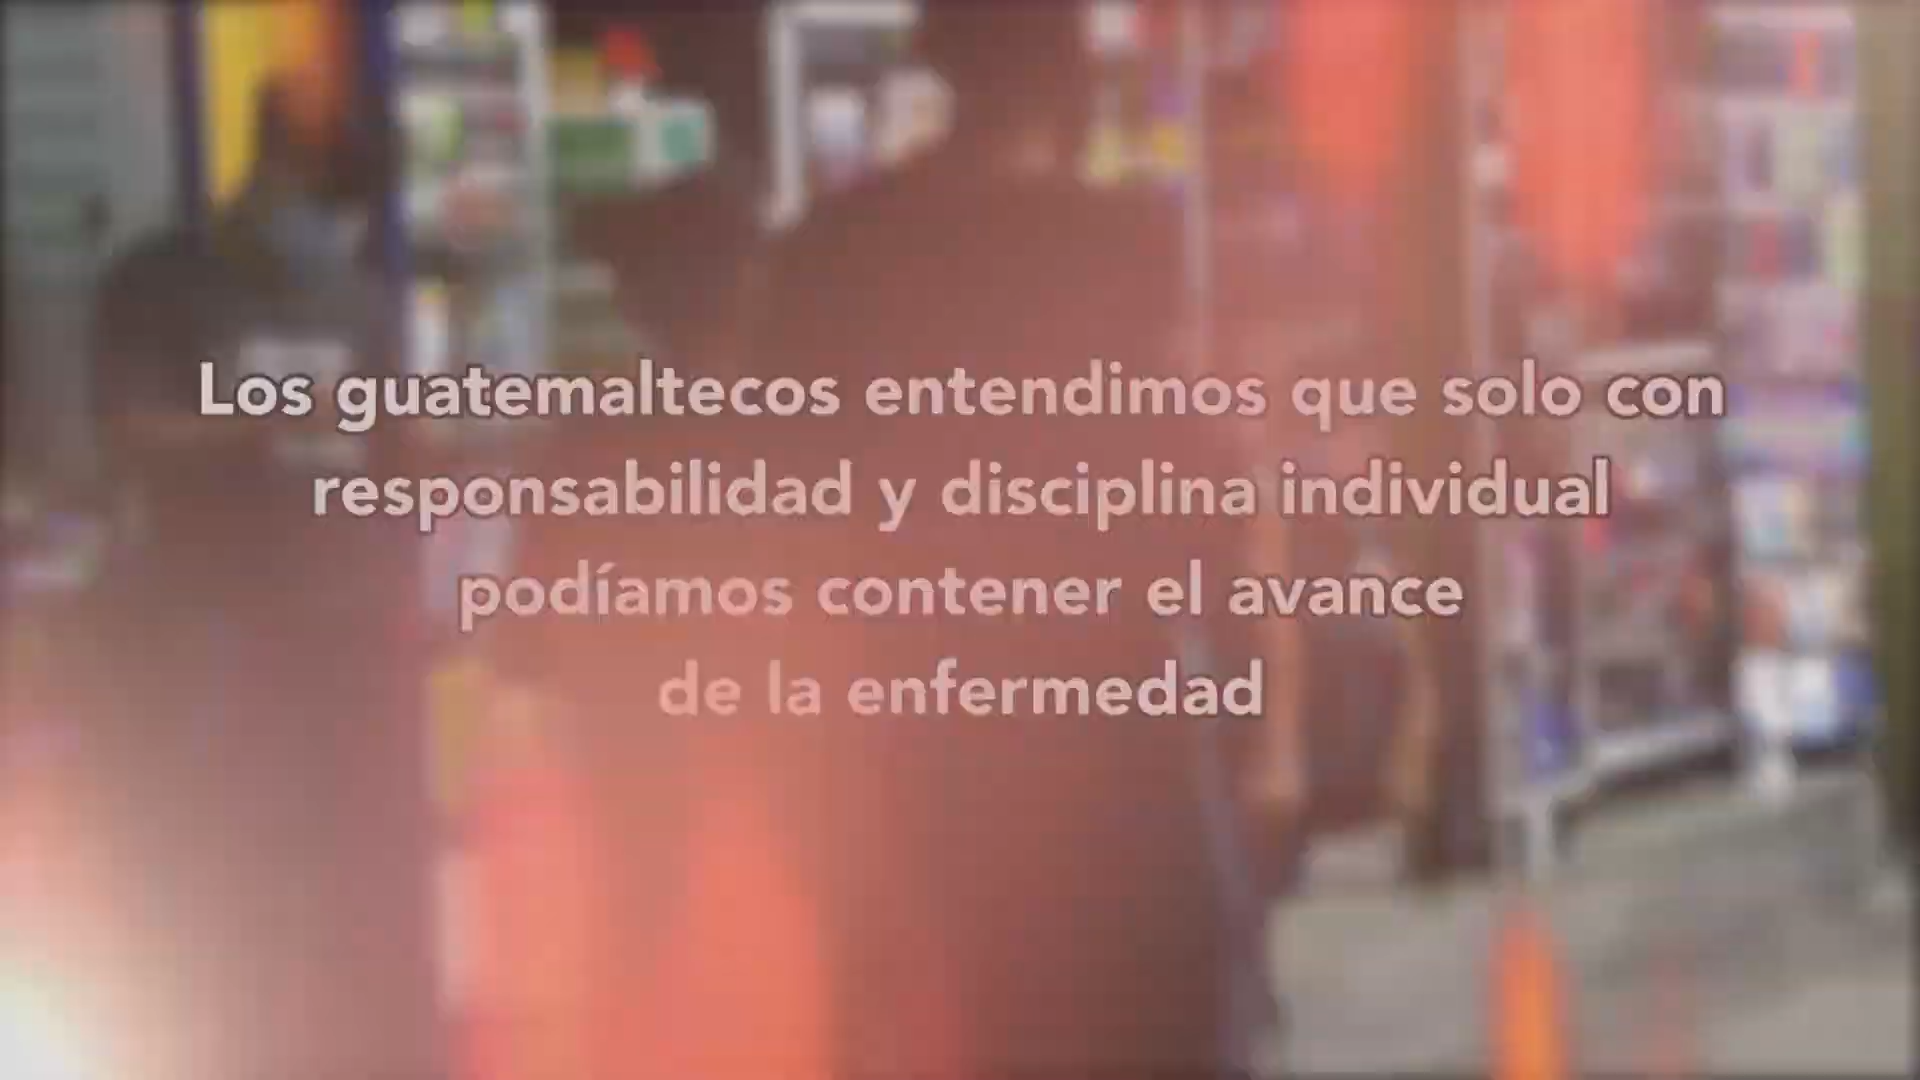 Los guatemaltecos entendimos que solo con
responsabilidad y disciplina individual
podíamos contener el avance
de la enfermedad